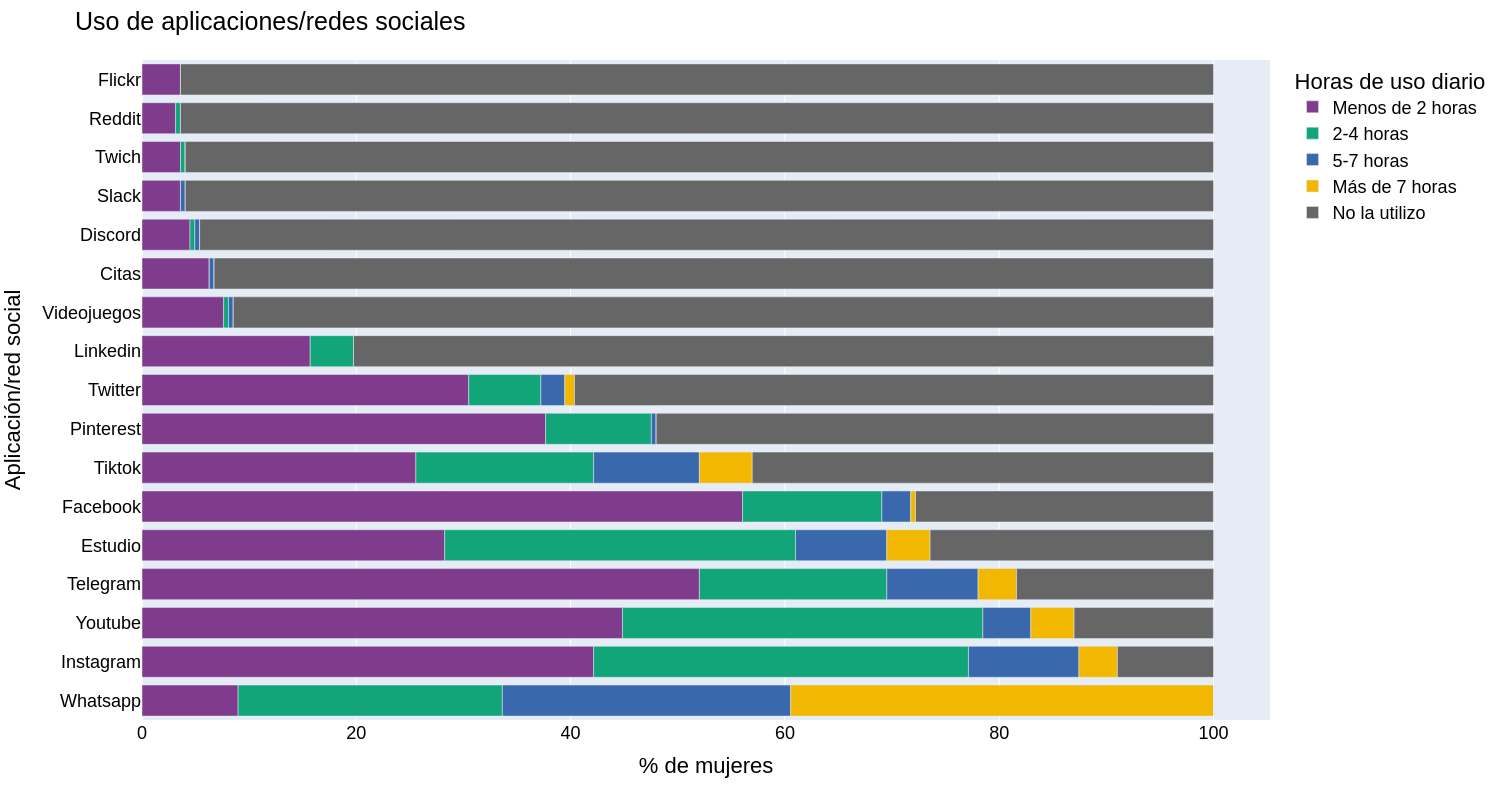 Uso de aplicaciones/redes sociales
Horas de uso diario
Menos de 2 horas
2-4 horas
5-7 horas
Más de 7 horas
No la utilizo
Aplicación/red social
Flickr
Reddit
Twich
Slack
Discord
Citas
Videojuegos
Linkedin
Twitter
Pinterest
Tiktok
Facebook
Estudio
Telegram
Youtube
Instagram
Whatsapp
0 20 40 60 80 100
% de mujeres